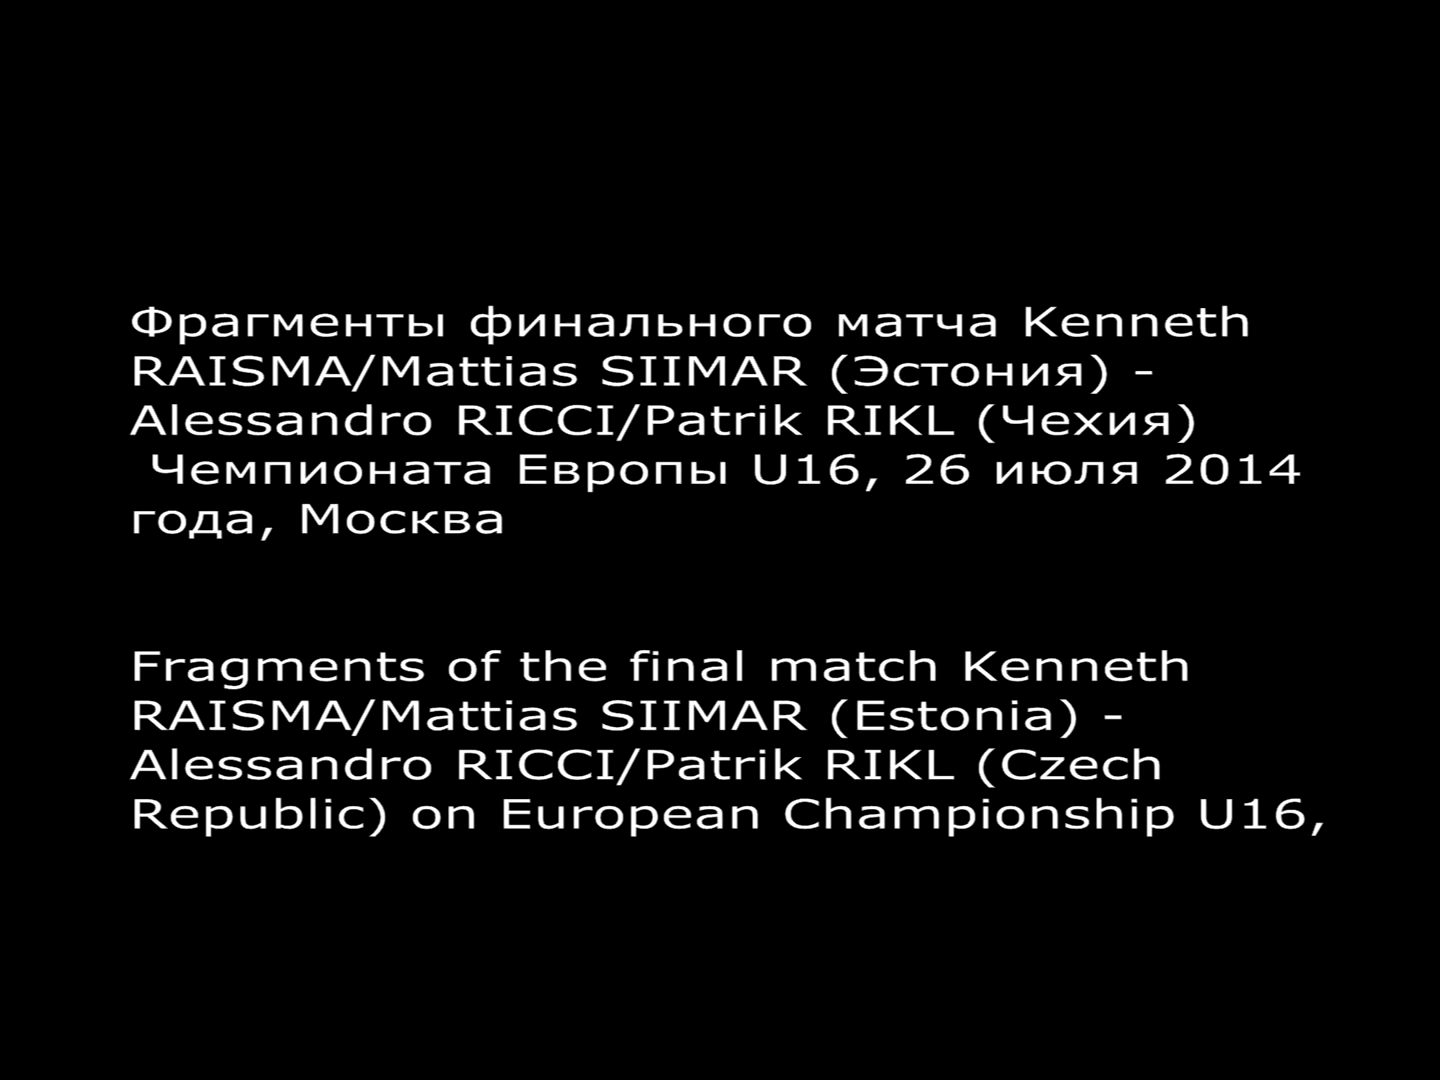 Фрагменты финального матча Kenneth
RAISMA/Mattias SIIMAR (Эстония) -
Alessandro RICCI/Patrik RIKL (Чехия)
Чемпионата Европы U16, 26 июля 2014
года, Москва
Fragments of the final match Kenneth
RAISMA/Mattias SIIMAR (Estonia) -
Alessandro RICCI/Patrik RIKL (Czech
Republic) on European Championship U16,